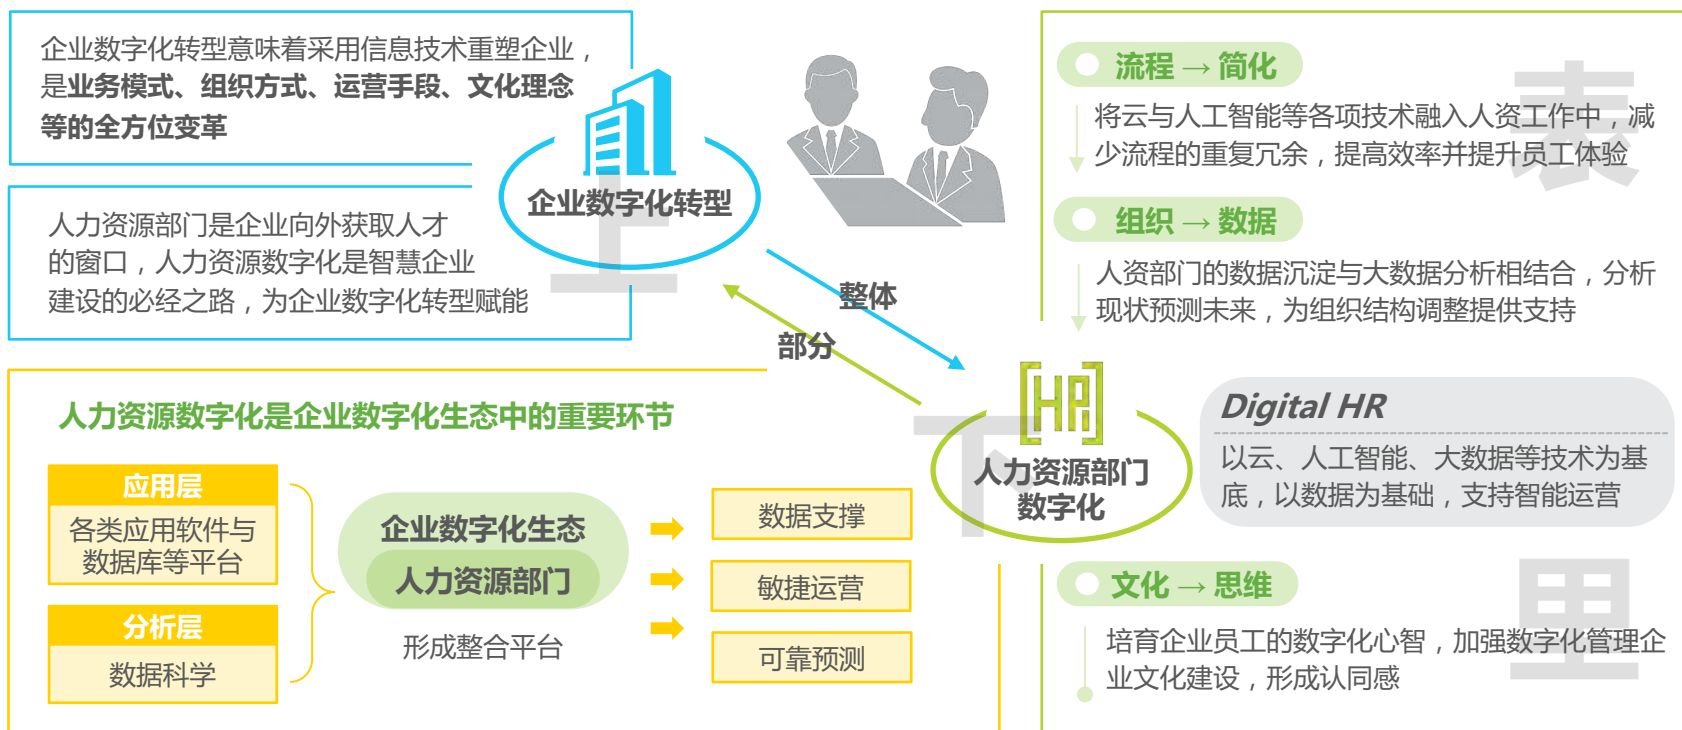 企业数字化转型意味着采用信息技术重塑企业，
是业务模式、组织方式、运营手段、文化理念
等的全方位变革
人力资源部门是企业向外获取人才
的窗口，人力资源数字化是智慧企业
建设的必经之路，为企业数字化转型赋能
上
企业数字化转型
整体
部分
下
HR
人力资源部门
数字化
表
流程→简化
将云与人工智能等各项技术融入人资工作中，减
少流程的重复冗余，提高效率并提升员工体验
组织→数据
人资部门的数据沉淀与大数据分析相结合，分析
现状预测未来，为组织结构调整提供支持
Digital HR
以云、人工智能、大数据等技术为基
底，以数据为基础，支持智能运营
里
文化→思维
培育企业员工的数字化心智，加强数字化管理企
业文化建设，形成认同感
人力资源数字化是企业数字化生态中的重要环节
应用层
各类应用软件与
数据库等平台
分析层
数据科学
企业数字化生态
人力资源部门
形成整合平台
数据支撑
敏捷运营
可靠预测